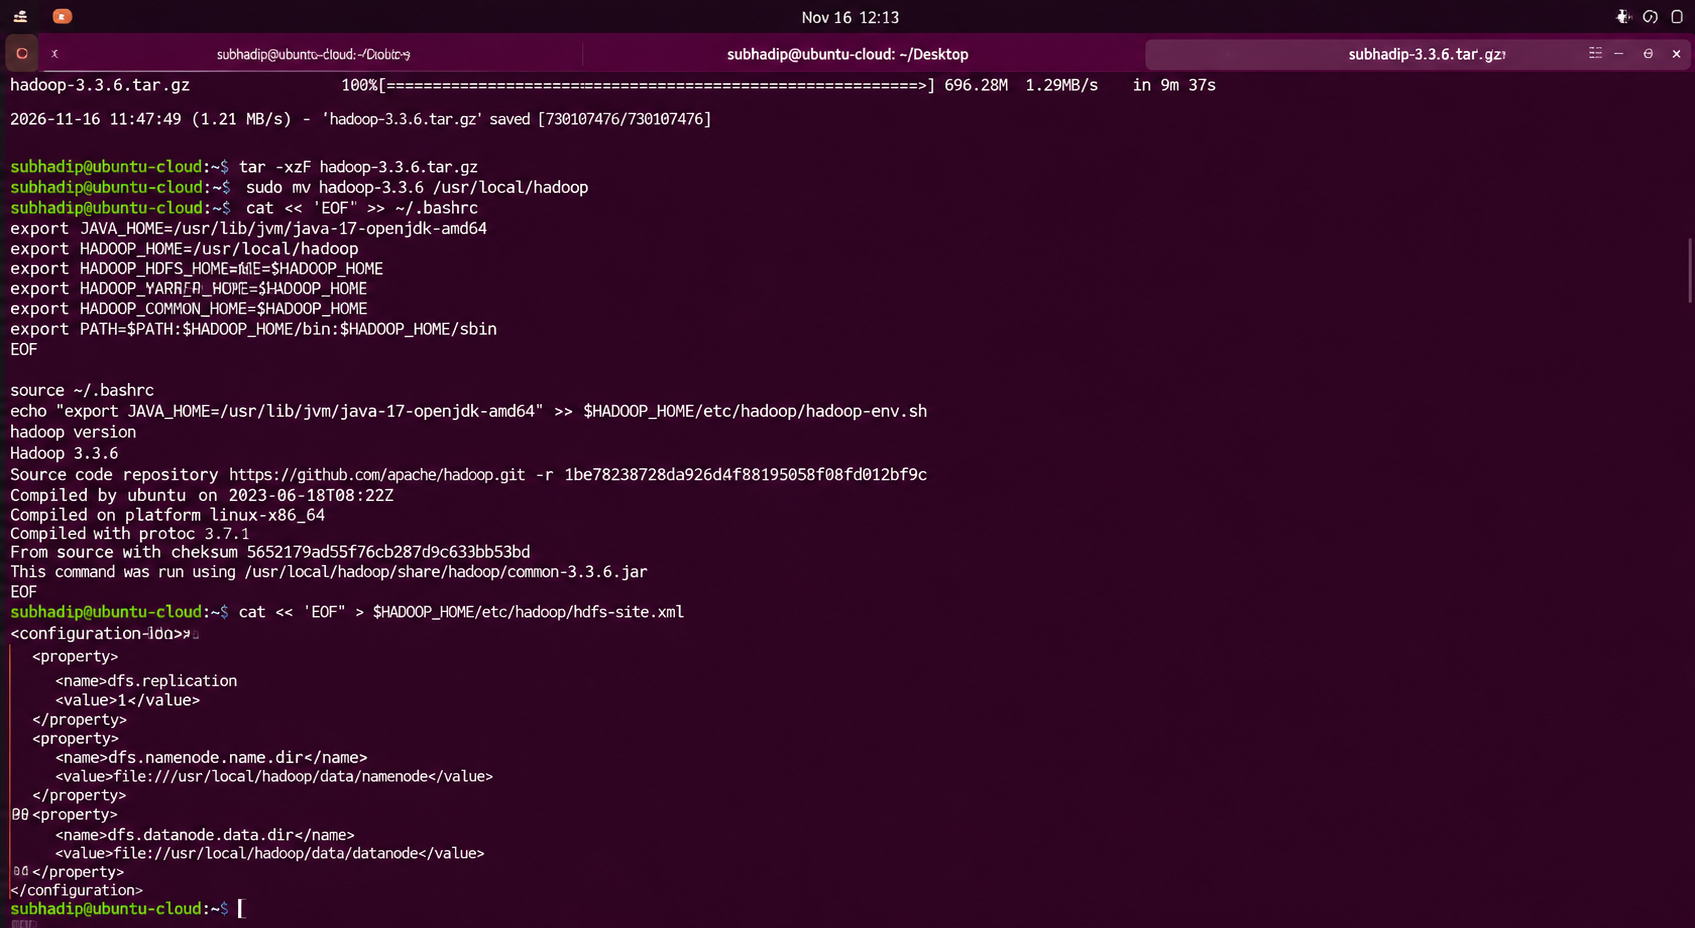 Nov 16 12:13
subhadip@ubuntu-cloud: ~/Desktop
subhadip-3.3.6.tar.gz
hadoop-3.3.6.tar.gz 100%[==========================================================>] 696.28M 1.29MB/s in 9m 37s
2026-11-16 11:47:49 (1.21 MB/s) - 'hadoop-3.3.6.tar.gz' saved [730107476/730107476]
subhadip@ubuntu-cloud:~$ tar -xzF hadoop-3.3.6.tar.gz
subhadip@ubuntu-cloud:~$ sudo mv hadoop-3.3.6 /usr/local/hadoop
subhadip@ubuntu-cloud:~$ cat << 'EOF" >> ~/.bashrc
export JAVA_HOME=/usr/lib/jvm/java-17-openjdk-amd64
export HADOOP_HOME=/usr/local/hadoop
export
export
export HADOOP_COMMON_HOME=$HADOOP_HOME
export PATH=$PATH:$HADOOP_HOME/bin:$HADOOP_HOME/sbin
EOF
source ~/.bashrc
echo "export JAVA_HOME=/usr/lib/jvm/java-17-openjdk-amd64" >> $HADOOP_HOME/etc/hadoop/hadoop-env.sh
hadoop version
Hadoop 3.3.6
Source code repository https://github.com/apache/hadoop.git -r 1be78238728da926d4f88195058f08fd012bf9c
Compiled by ubuntu on 2023-06-18T08:22Z
Compiled on platform linux-x86_64
Compiled with protoc 3.7.1
From source with cheksum 5652179ad55f76cb287d9c633bb53bd
This command was run using /usr/local/hadoop/share/hadoop/common-3.3.6.jar
EOF
subhadip@ubuntu-cloud:~$ cat << 'EOF" > $HADOOP_HOME/etc/hadoop/hdfs-site.xml
<property>
<name>dfs.replication
<value>1</value>
</property>
<property>
<name>dfs.namenode.name.dir</name>
<value>file:///usr/local/hadoop/data/namenode</value>
</property>
<property>
<name>dfs.datanode.data.dir</name>
<value>file://usr/local/hadoop/data/datanode</value>
</property>
</configuration>
subhadip@ubuntu-cloud:~$